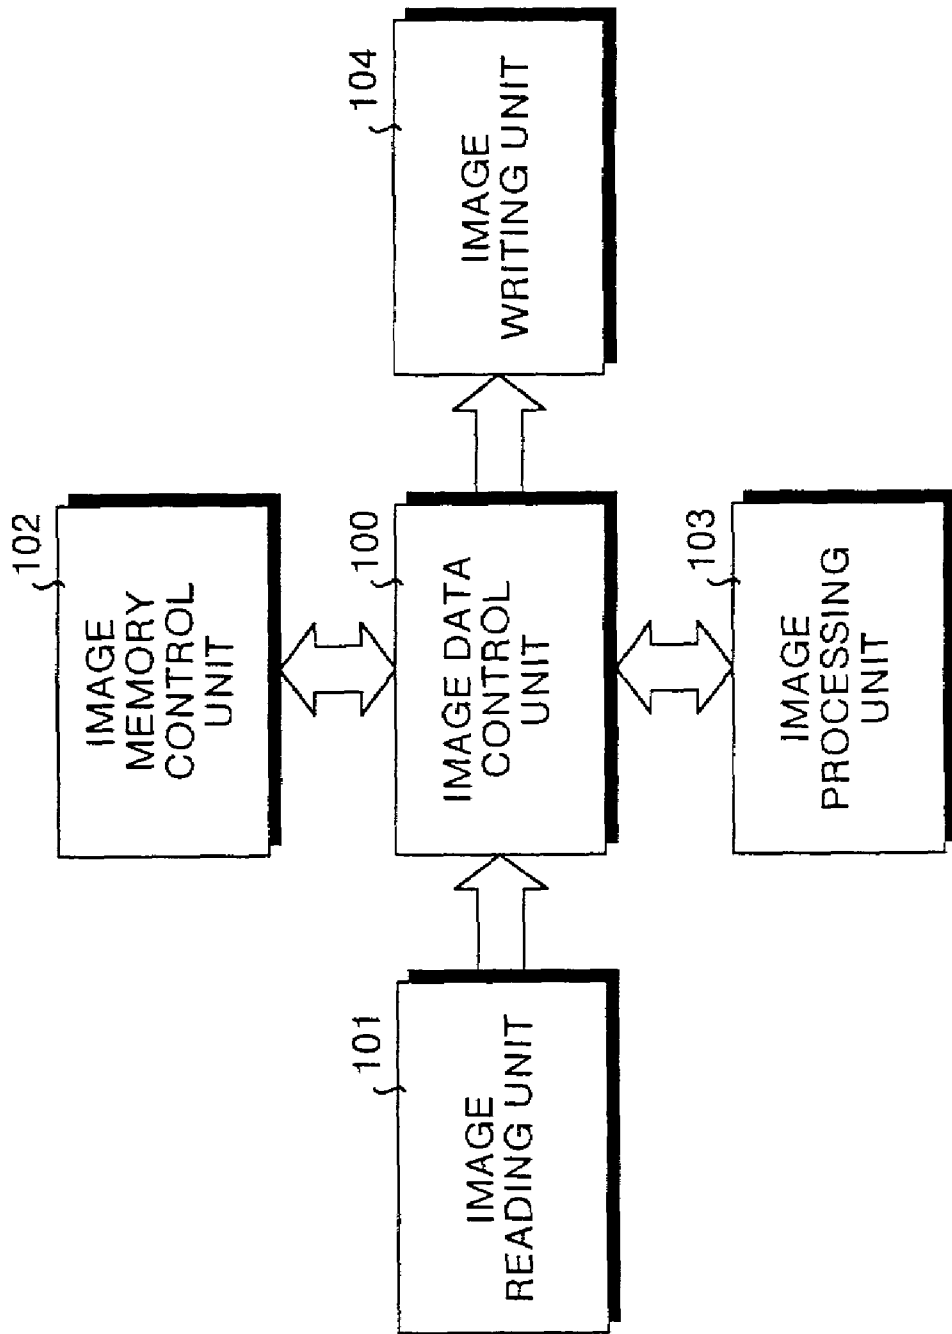 102
IMAGE
MEMORY
CONTROL
UNIT
101
IMAGE
READING UNIT
100
IMAGE DATA
CONTROL
UNIT
104
IMAGE
WRITING UNIT
103
IMAGE
PROCESSING
UNIT